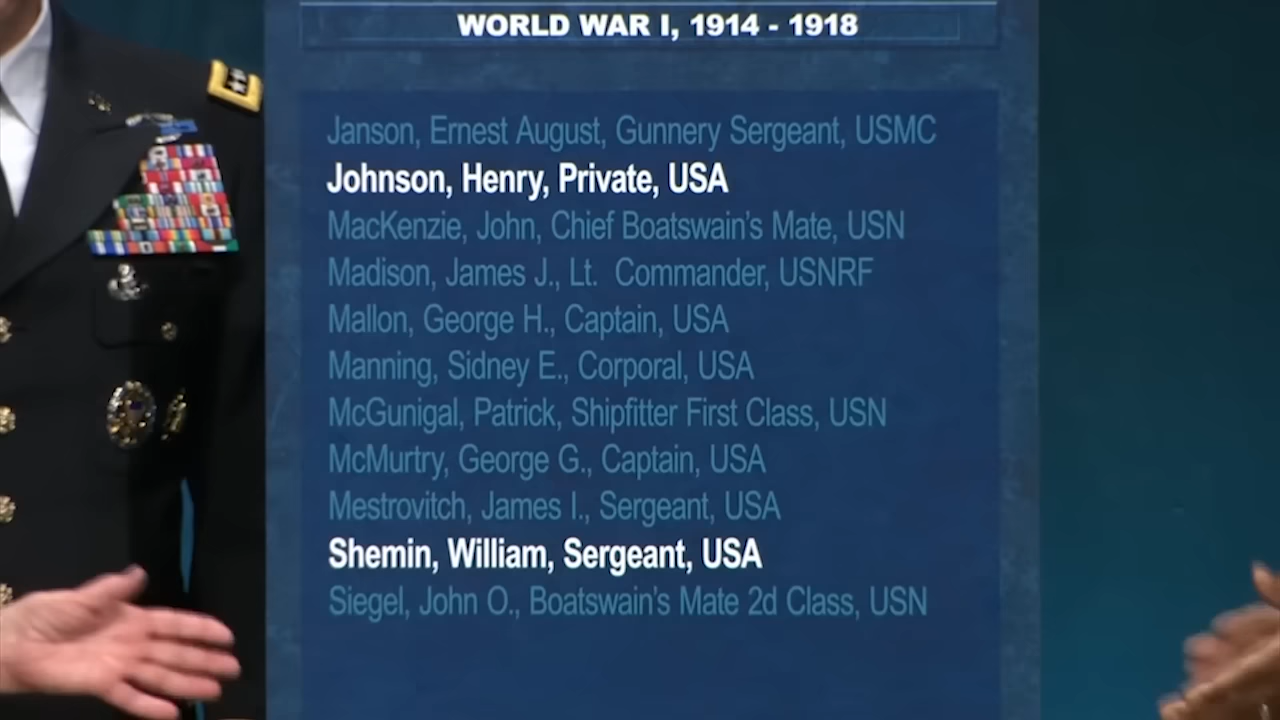 WORLD WAR I, 1914 - 1918
Janson, Ernest August, Gunnery Sergeant, USMC
Johnson, Henry, Private, USA
MacKenzie, John, Chief Boatswain's Mate, USN
Madison, James J., Lt. Commander, USNRF
Mallon, George H., Captain, USA
Manning, Sidney E., Corporal, USA
McGunigal, Patrick, Shipfitter First Class, USN
McMurtry, George G., Captain, USA
Mestrovitch, James I., Sergeant, USA
Shemin, William, Sergeant, USA
Siegel, John O., Boatswain's Mate 2d Class, USN